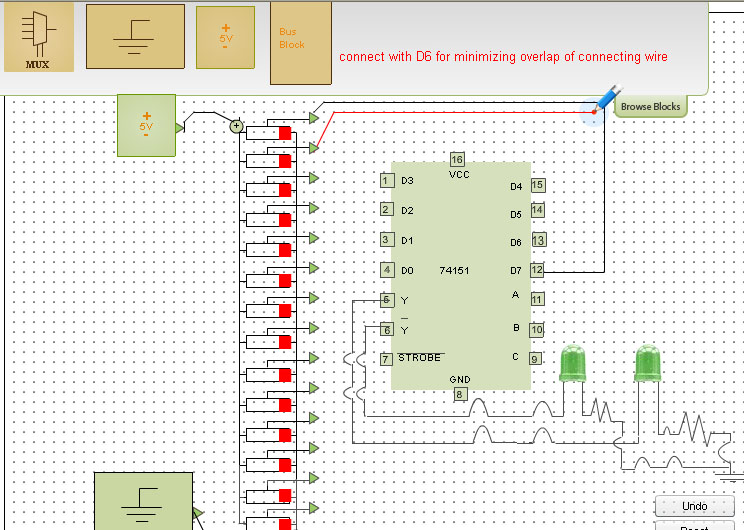 MUX
+
5V
-
Bus
Block
connect with D6 for minimizing overlap of connecting wire
Browse Blocks
+
5V
-
+
16
VCC
1 D3 D4 15
2 D2 D5 14
3 D1 D6 13
4 D0 74151 D7 12
5 Y A 11
6 Y B 10
7 STROBE C 9
GND
8
Undo
Reset